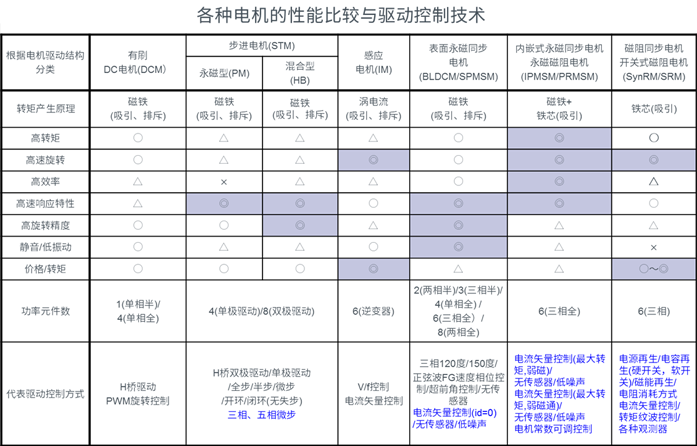 各种电机的性能比较与驱动控制技术
根据电机驱动结构
分类
有刷
DC电机(DCM）
步进电机(STM)
永磁型(PM)
混合型
(HB)
感应
电机(IM)
表面永磁同步
电机
(BLDCM/SPMSM)
内嵌式永磁同步电机
永磁磁阻电机
(IPMSM/PRMSM)
磁阻同步电机
开关式磁阻电机
(SynRM/SRM)
转矩产生原理
磁铁
(吸引、排斥)
磁铁
(吸引、排斥)
磁铁
(吸引、排斥)
涡电流
(吸引、排斥)
磁铁
(吸引、排斥)
磁铁+
铁芯(吸引)
铁芯(吸引)
高转矩 ○ △ △ △ ○ ◎ ○
高速旋转 ○ △ △ ◎ ○ ◎ ◎
高效率 △ × △ △ ○ ◎ △
高速响应特性 △ ◎ ◎ ○ ◎ ◎ ○
高旋转精度 ○ ○ ◎ △ ◎ △ △
静音/低振动 ○ △ △ ○ ◎ △ ×
价格/转矩 ○ ○ ○ ◎ △ △ ○～◎
功率元件数
1(单相半)/
4(单相全)
4(单极驱动)/8(双极驱动)
6(逆变器)
2(两相半)/3(三相半)/
4(单相全) /
6(三相全）/
8(两相全)
6(三相全)
6(三相)
代表驱动控制方式
H桥驱动
PWM旋转控制
H桥双极驱动/单极驱动
/全步/半步/微步
/开环/闭环(无失步)
三相、五相微步
V/f控制
电流矢量控制
三相120度/150度/
正弦波FG速度相位控
制/超前角控制/无传
感器
电流矢量控制(id=0)
/无传感器/低噪声
电流矢量控制(最大转
矩,弱磁)/
无传感器/低噪声
电流矢量控制(最大转
矩,弱磁通)/
无传感器/低噪声
电机常数可调控制
电源再生/电容再
生(硬开关，软开
关)/磁能再生/
电阻消耗方式
电流矢量控制/
转矩纹波控制/
各种观测器